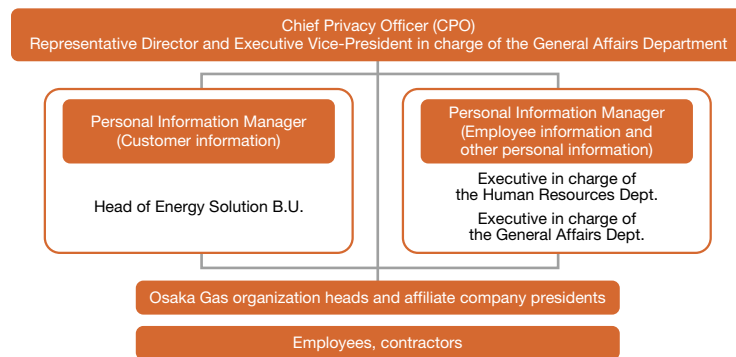 Chief Privacy Officer (CPO)
Representative Director and Executive Vice-President in charge of the General Affairs Department
Personal Information Manager
(Customer information)
Head of Energy Solution B.U.
Personal Information Manager
(Employee information and
other personal information)
Executive in charge of
the Human Resources Dept.
Executive in charge of
the General Affairs Dept.
Osaka Gas organization heads and affiliate company presidents
Employees, contractors